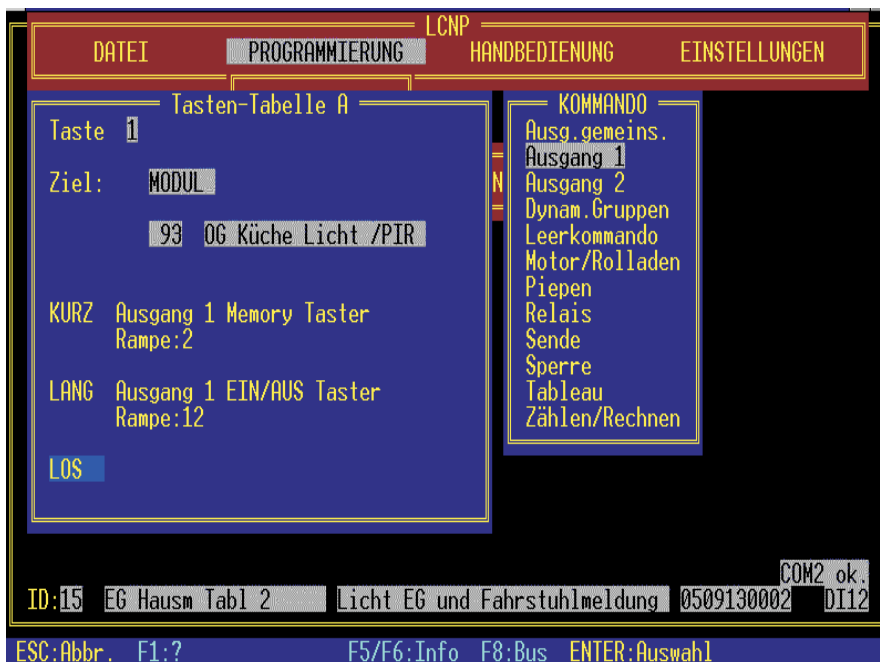 LCNP
DATEI PROGRAMMIERUNG HANDBEDIENUNG EINSTELLUNGEN
Tasten-Tabelle A
Taste 1
Ziel: MODUL
93 OG Küche Licht /PIR
KURZ Ausgang 1 Memory Taster
Rampe:2
LANG Ausgang 1 EIN/AUS Taster
Rampe:12
LOS
N
KOMMANDO
Ausg.gemeins.
Ausgang 1
Ausgang 2
Dynam.Gruppen
Leerkommando
Motor/Rolladen
Piepen
Relais
Sende
Sperre
Tableau
Zählen/Rechnen
COM2 ok.
ID:15 EG Hausm Tabl 2 Licht EG und Fahrstuhlmeldung 0509130002 DI12
ESC:Abbr. F1:? F5/F6:Info F8:Bus ENTER:Auswahl